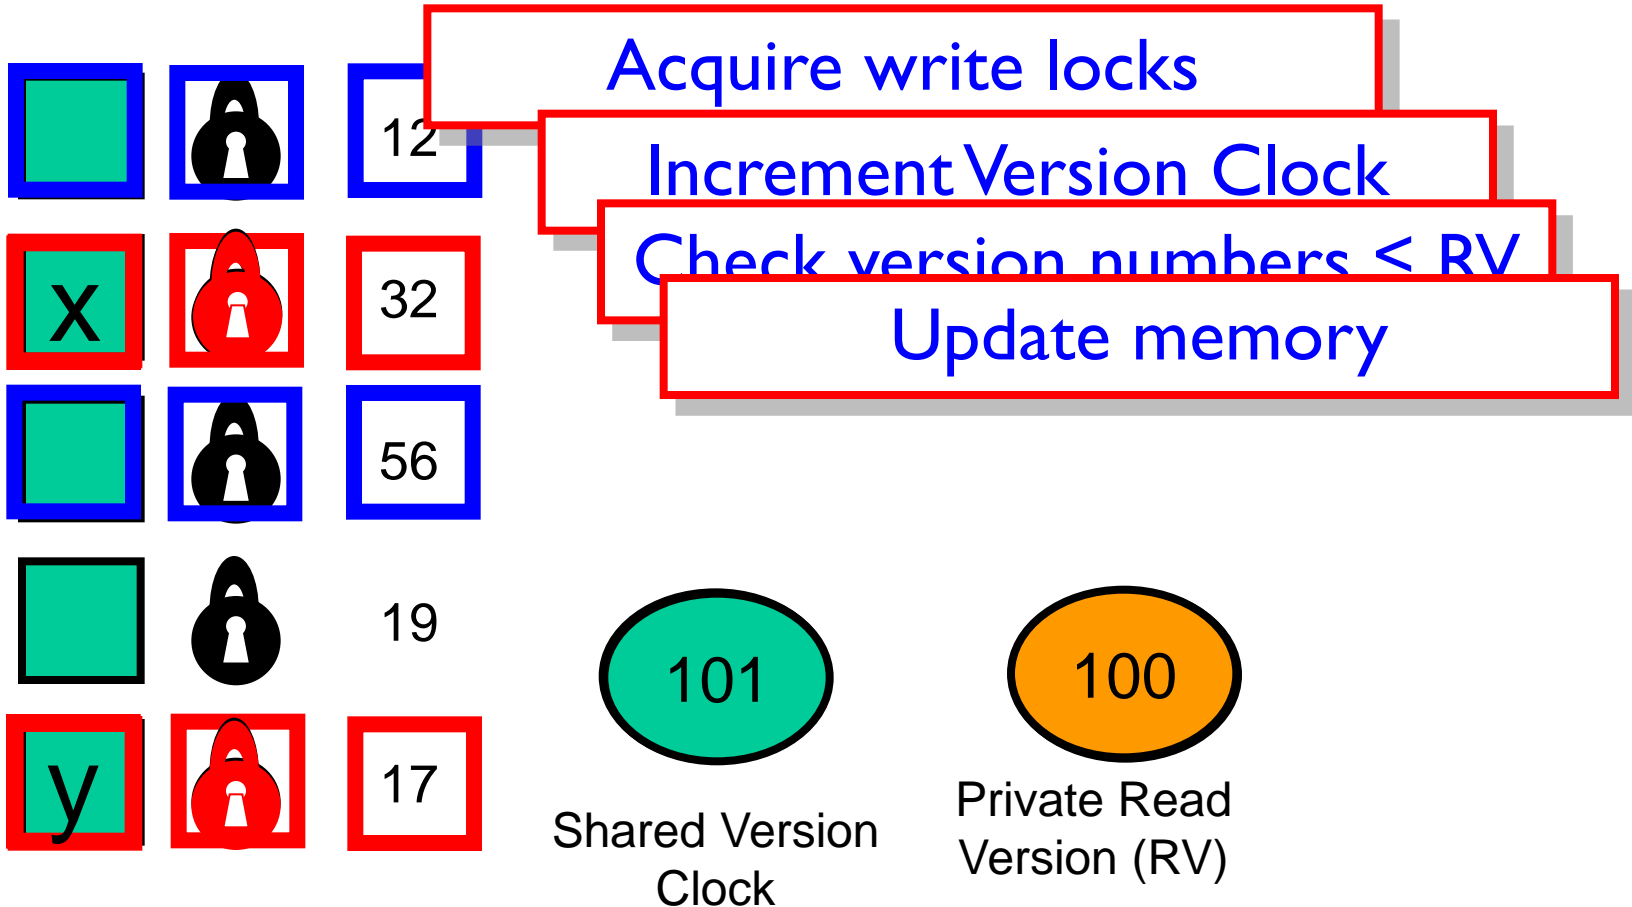 Acquire write locks
12
Increment Version Clock
Check version numbers ≤ RV
x
32
Update memory
56
19
101
100
y
17
Private Read
Version (RV)
Shared Version
Clock